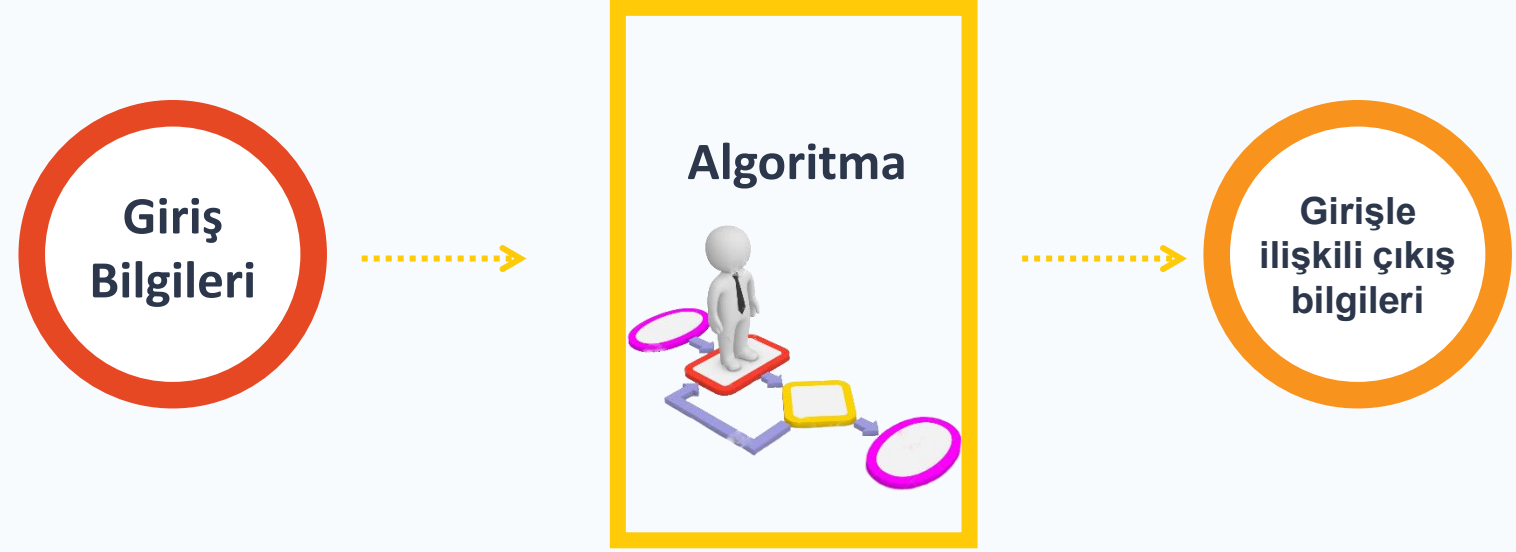 Giriş
Bilgileri
Algoritma
Girişle
ilişkili çıkış
bilgileri